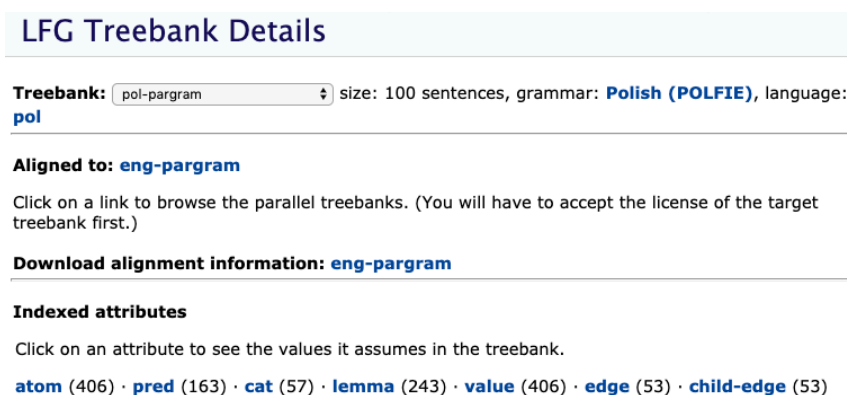 LFG Treebank Details
Treebank: pol-pargram size: 100 sentences, grammar: Polish (POLFIE), language:
pol
Aligned to: eng-pargram
Click on a link to browse the parallel treebanks. (You will have to accept the license of the target
treebank first.)
Download alignment information: eng-pargram
Indexed attributes
Click on an attribute to see the values it assumes in the treebank.
atom (406) · pred (163) · cat (57) · lemma (243) · value (406) · edge (53) · child-edge (53)